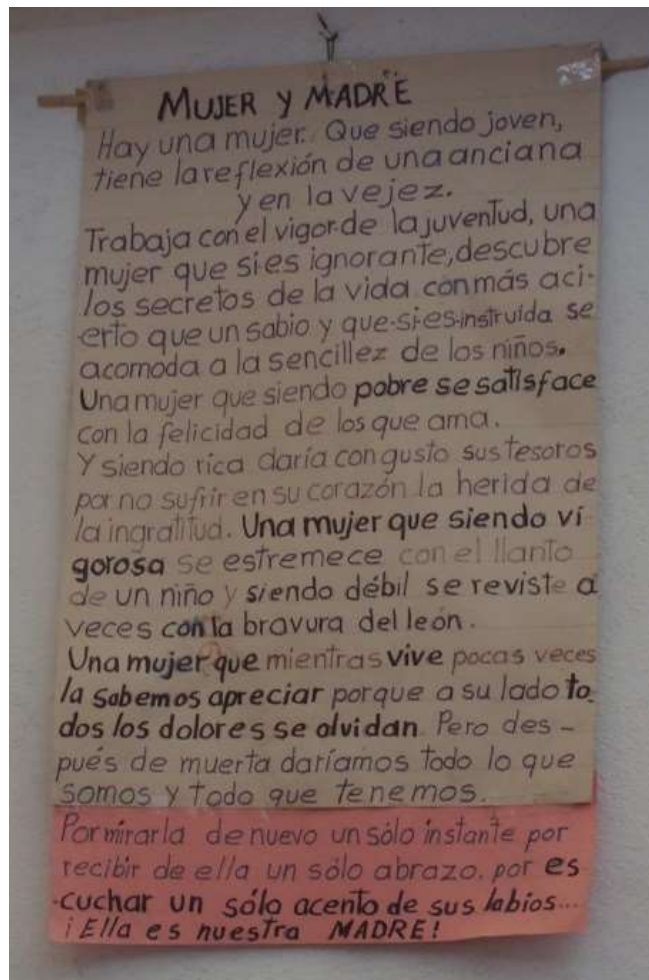 MUJER Y MADRE
Hay una mujer. Que siendo joven,
tiene la reflexión de una anciana
y en la vejez.
Trabaja con el vigor de la juventud, una
mujer que si es ignorante, descubre
los secretos de la vida con más aci-
erto que un sabio y que-si-es-instruída se
acomoda a la sencillez de los niños.
Una mujer que siendo pobre se satisface
con la felicidad de los que ama.
Y siendo rica daría con gusto sus tesoros
por no sufrir en su corazón la herida de
la ingratitud. Una mujer que siendo vi
gorosa se estremece con el llanto
de un niño y siendo débil se reviste a
veces con la bravura del león.
Una mujer que mientras vive pocas veces
la sabemos apreciar porque a su lado to-
dos los dolores se olvidan. Pero des-
pués de muerta daríamos todo lo que
somos y todo que tenemos.
Por mirarla de nuevo un sólo instante por
recibir de ella un sólo abrazo. por es
-cuchar un sólo acento de sus labios...
¡Ella es nuestra MADRE!